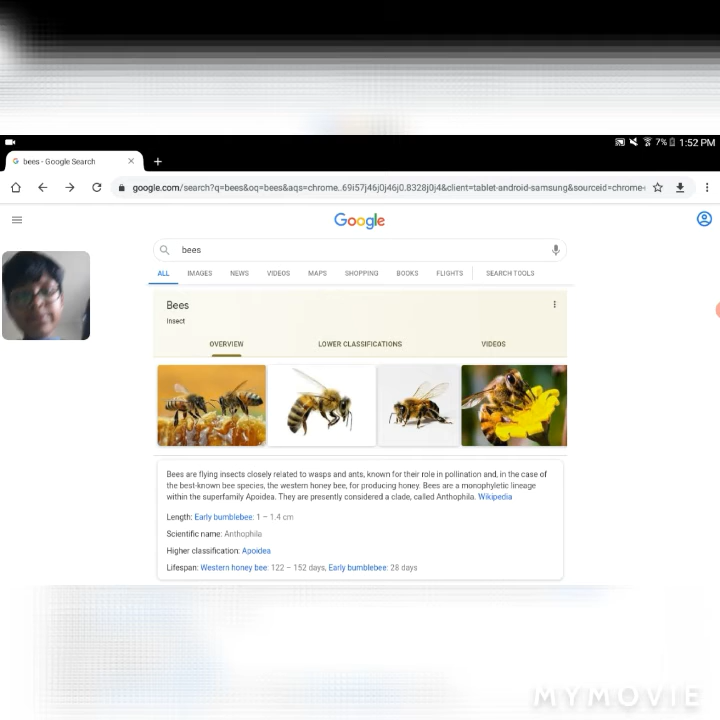 7% 1:52 PM
G bees - Google Search
google.com/search?q=bees&oq=bees&aqs=chrome..69i57j46j0j46j0.8328j0j4&client=tablet-android-samsung&sourceid=chrome-
Google
bees
ALL IMAGES NEWS VIDEOS MAPS SHOPPING BOOKS FLIGHTS SEARCH TOOLS
Bees
Insect
OVERVIEW LOWER CLASSIFICATIONS VIDEOS
Bees are flying insects closely related to wasps and ants, known for their role in pollination and, in the case of
the best-known bee species, the western honey bee, for producing honey. Bees are a monophyletic lineage
within the superfamily Apoidea. They are presently considered a clade, called Anthophila. Wikipedia
Length: Early bumblebee: 1 – 1.4 cm
Scientific name: Anthophila
Higher classification: Apoidea
Lifespan: Western honey bee: 122 – 152 days, Early bumblebee: 28 days
MYMOVIE